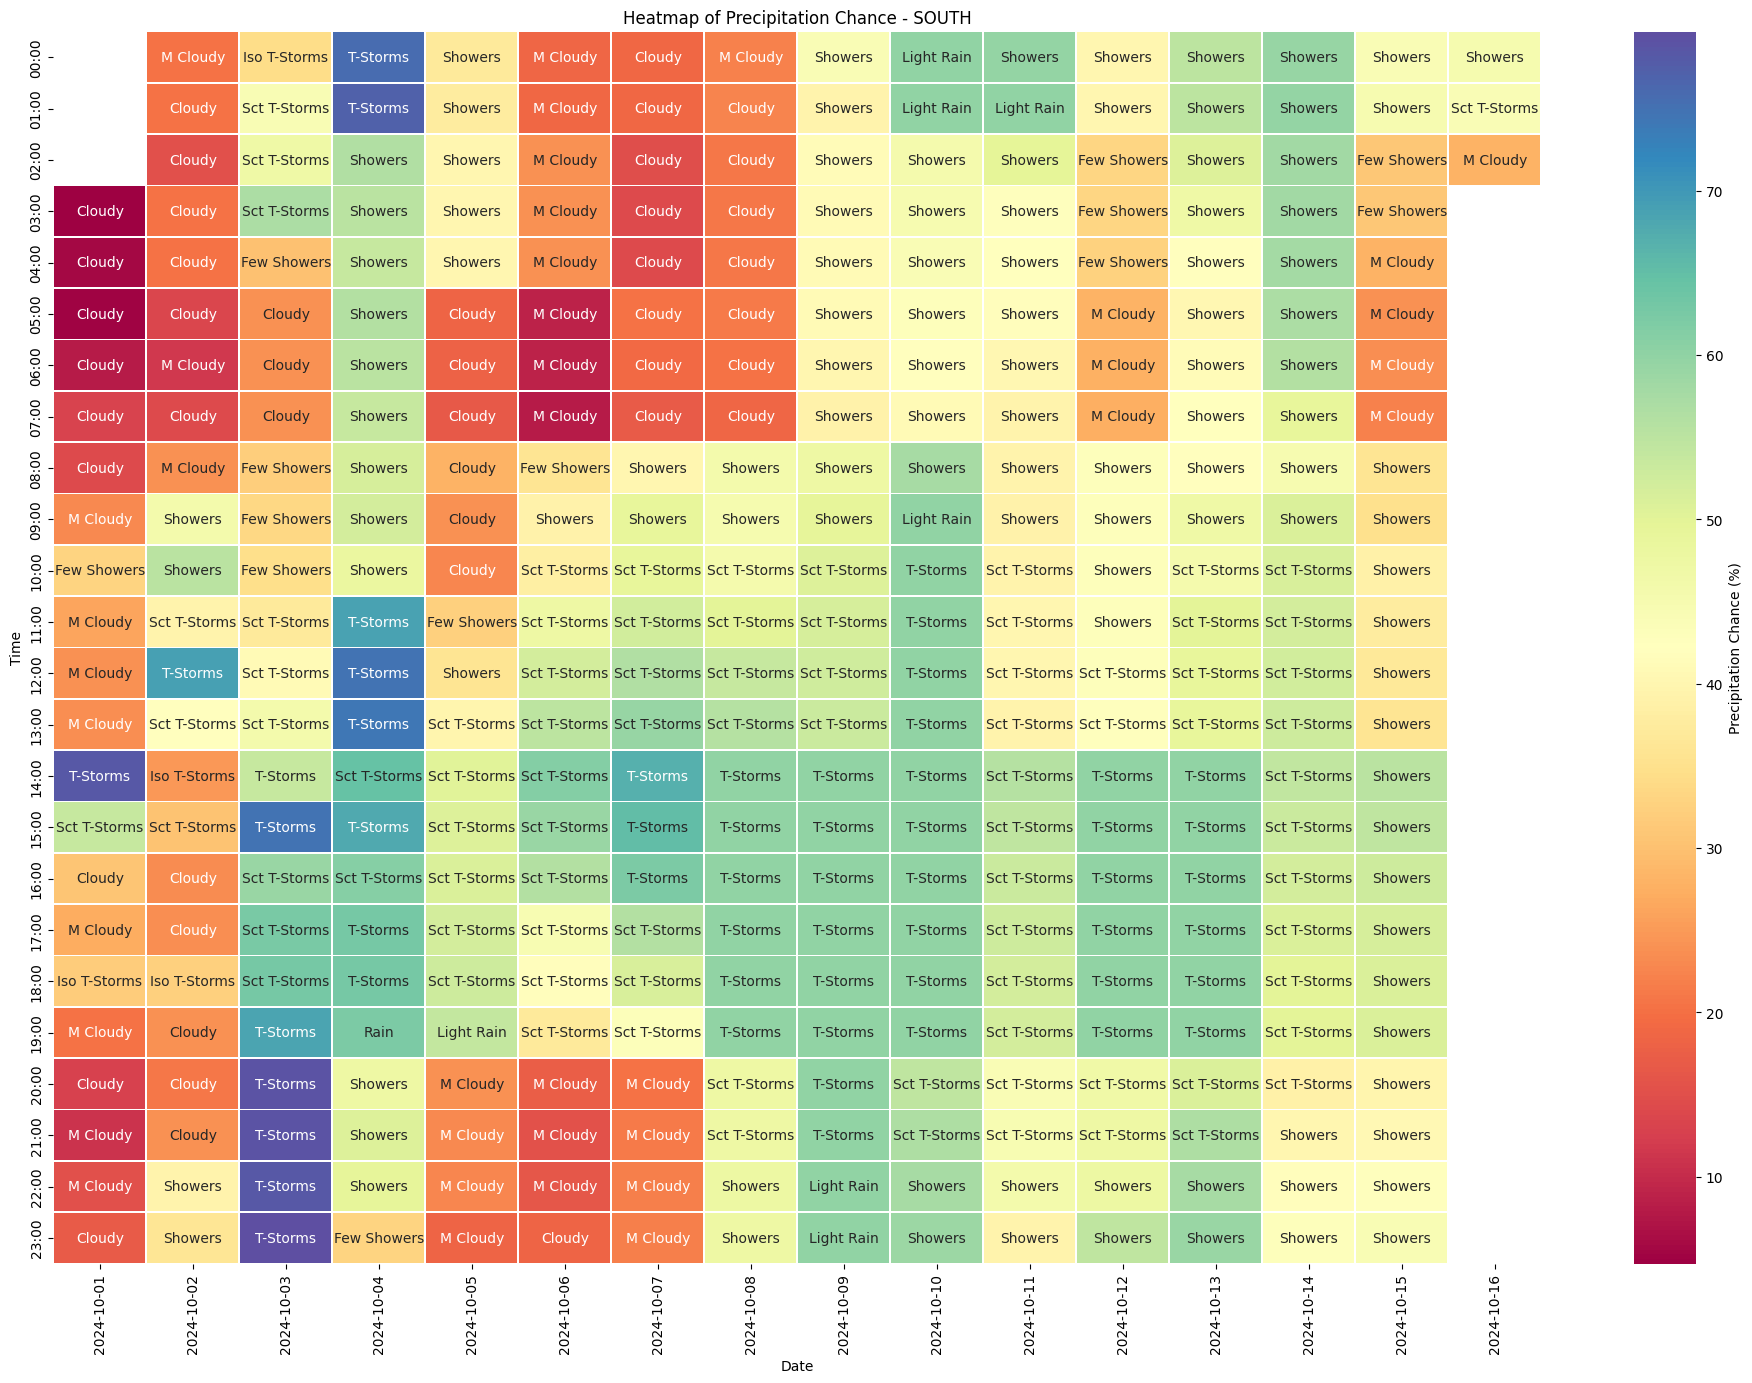 Heatmap of Precipitation Chance - SOUTH
00:00 M Cloudy Iso T-Storms T-Storms Showers M Cloudy Cloudy M Cloudy Showers Light Rain Showers Showers Showers Showers Showers Showers
01:00 Cloudy Sct T-Storms T-Storms Showers M Cloudy Cloudy Cloudy Showers Light Rain Light Rain Showers Showers Showers Showers Sct T-Storms
02:00 Cloudy Sct T-Storms Showers Showers M Cloudy Cloudy Cloudy Showers Showers Showers Few Showers Showers Showers Few Showers M Cloudy
03:00 Cloudy Cloudy Sct T-Storms Showers Showers M Cloudy Cloudy Cloudy Showers Showers Showers Few Showers Showers Showers Few Showers
04:00 Cloudy Cloudy Few Showers Showers Showers M Cloudy Cloudy Cloudy Showers Showers Showers Few Showers Showers Showers M Cloudy
05:00 Cloudy Cloudy Cloudy Showers Cloudy M Cloudy Cloudy Cloudy Showers Showers Showers M Cloudy Showers Showers M Cloudy
06:00 Cloudy M Cloudy Cloudy Showers Cloudy M Cloudy Cloudy Cloudy Showers Showers Showers M Cloudy Showers Showers M Cloudy
07:00 Cloudy Cloudy Cloudy Showers Cloudy M Cloudy Cloudy Cloudy Showers Showers Showers M Cloudy Showers Showers M Cloudy
08:00 Cloudy M Cloudy Few Showers Showers Cloudy Few Showers Showers Showers Showers Showers Showers Showers Showers Showers Showers
09:00 M Cloudy Showers Few Showers Showers Cloudy Showers Showers Showers Showers Light Rain Showers Showers Showers Showers Showers
10:00 Few Showers Showers Few Showers Showers Cloudy Sct T-Storms Sct T-Storms Sct T-Storms Sct T-Storms T-Storms Sct T-Storms Showers Sct T-Storms Sct T-Storms Showers
11:00 M Cloudy Sct T-Storms Sct T-Storms T-Storms Few Showers Sct T-Storms Sct T-Storms Sct T-Storms Sct T-Storms T-Storms Sct T-Storms Showers Sct T-Storms Sct T-Storms Showers
12:00 M Cloudy T-Storms Sct T-Storms T-Storms Showers Sct T-Storms Sct T-Storms Sct T-Storms Sct T-Storms T-Storms Sct T-Storms Sct T-Storms Sct T-Storms Sct T-Storms Showers
13:00 M Cloudy Sct T-Storms Sct T-Storms T-Storms Sct T-Storms Sct T-Storms Sct T-Storms Sct T-Storms Sct T-Storms T-Storms Sct T-Storms Sct T-Storms Sct T-Storms Sct T-Storms Showers
14:00 T-Storms Iso T-Storms T-Storms Sct T-Storms Sct T-Storms Sct T-Storms T-Storms T-Storms T-Storms T-Storms Sct T-Storms T-Storms T-Storms Sct T-Storms Showers
15:00 Sct T-Storms Sct T-Storms T-Storms T-Storms Sct T-Storms Sct T-Storms T-Storms T-Storms T-Storms T-Storms Sct T-Storms T-Storms T-Storms Sct T-Storms Showers
16:00 Cloudy Cloudy Sct T-Storms Sct T-Storms Sct T-Storms Sct T-Storms T-Storms T-Storms T-Storms T-Storms Sct T-Storms T-Storms T-Storms Sct T-Storms Showers
17:00 M Cloudy Cloudy Sct T-Storms T-Storms Sct T-Storms Sct T-Storms Sct T-Storms T-Storms T-Storms T-Storms Sct T-Storms T-Storms T-Storms Sct T-Storms Showers
18:00 Iso T-Storms Iso T-Storms Sct T-Storms T-Storms Sct T-Storms Sct T-Storms Sct T-Storms T-Storms T-Storms T-Storms Sct T-Storms T-Storms T-Storms Sct T-Storms Showers
19:00 M Cloudy Cloudy T-Storms Rain Light Rain Sct T-Storms Sct T-Storms T-Storms T-Storms T-Storms Sct T-Storms T-Storms T-Storms Sct T-Storms Showers
20:00 Cloudy Cloudy T-Storms Showers M Cloudy M Cloudy M Cloudy Sct T-Storms T-Storms Sct T-Storms Sct T-Storms Sct T-Storms Sct T-Storms Sct T-Storms Showers
21:00 M Cloudy Cloudy T-Storms Showers M Cloudy M Cloudy M Cloudy Sct T-Storms T-Storms Sct T-Storms Sct T-Storms Sct T-Storms Sct T-Storms Showers Showers
22:00 M Cloudy Showers T-Storms Showers M Cloudy M Cloudy M Cloudy Showers Light Rain Showers Showers Showers Showers Showers Showers
23:00 Cloudy Showers T-Storms Few Showers M Cloudy Cloudy M Cloudy Showers Light Rain Showers Showers Showers Showers Showers Showers
Time
2024-10-01 2024-10-02 2024-10-03 2024-10-04 2024-10-05 2024-10-06 2024-10-07 2024-10-08 2024-10-09 2024-10-10 2024-10-11 2024-10-12 2024-10-13 2024-10-14 2024-10-15 2024-10-16
Date
70
60
50
40
30
20
10
Precipitation Chance (%)